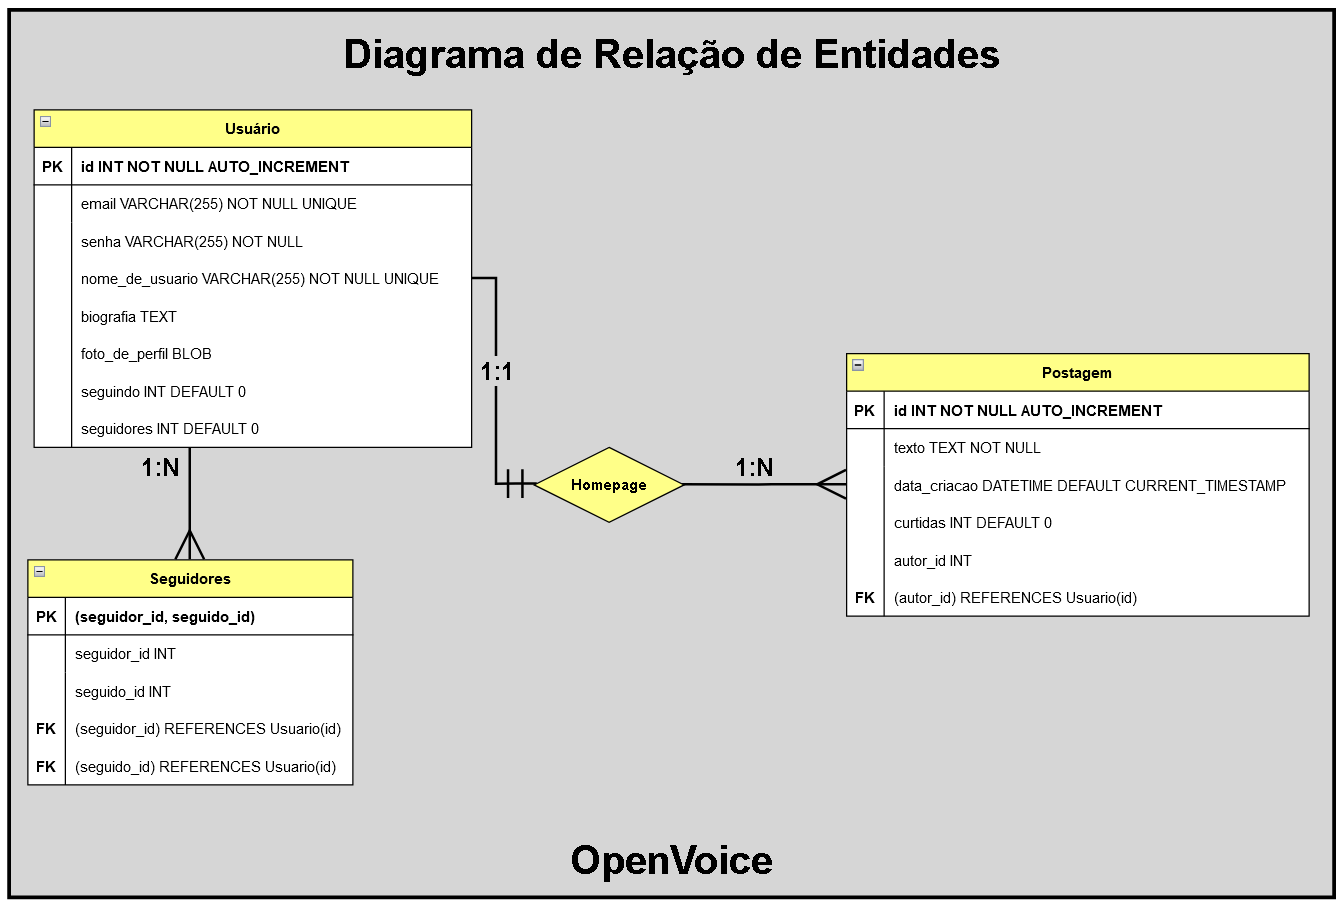 Diagrama de Relação de Entidades
Usuário
PK id INT NOT NULL AUTO_INCREMENT
email VARCHAR(255) NOT NULL UNIQUE
senha VARCHAR(255) NOT NULL
nome_de_usuario VARCHAR(255) NOT NULL UNIQUE
biografia TEXT
foto_de_perfil BLOB
seguindo INT DEFAULT 0
seguidores INT DEFAULT 0
1:1
1:N
Homepage
1:N
Postagem
PK id INT NOT NULL AUTO_INCREMENT
texto TEXT NOT NULL
data_criacao DATETIME DEFAULT CURRENT_TIMESTAMP
curtidas INT DEFAULT 0
autor_id INT
FK (autor_id) REFERENCES Usuario(id)
Seguidores
PK (seguidor_id, seguido_id)
seguidor_id INT
seguido_id INT
FK (seguidor_id) REFERENCES Usuario(id)
FK (seguido_id) REFERENCES Usuario(id)
OpenVoice